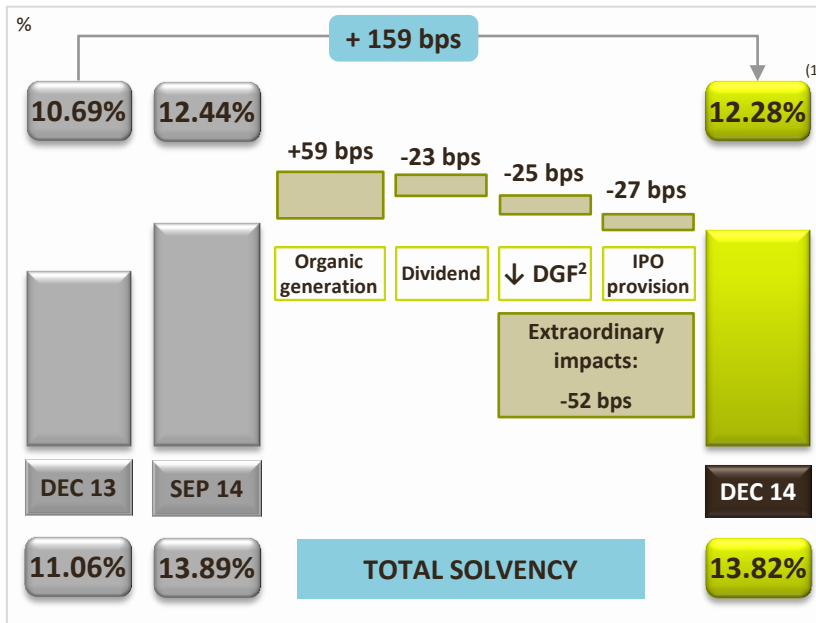 %
+ 159 bps
(1
10.69%
12.44%
12.28%
+59 bps
-23 bps
-25 bps
-27 bps
Organic
generation
Dividend
↓ DGF²
IPO
provision
Extraordinary
impacts:
-52 bps
DEC 13
SEP 14
DEC 14
11.06%
13.89%
TOTAL SOLVENCY
13.82%